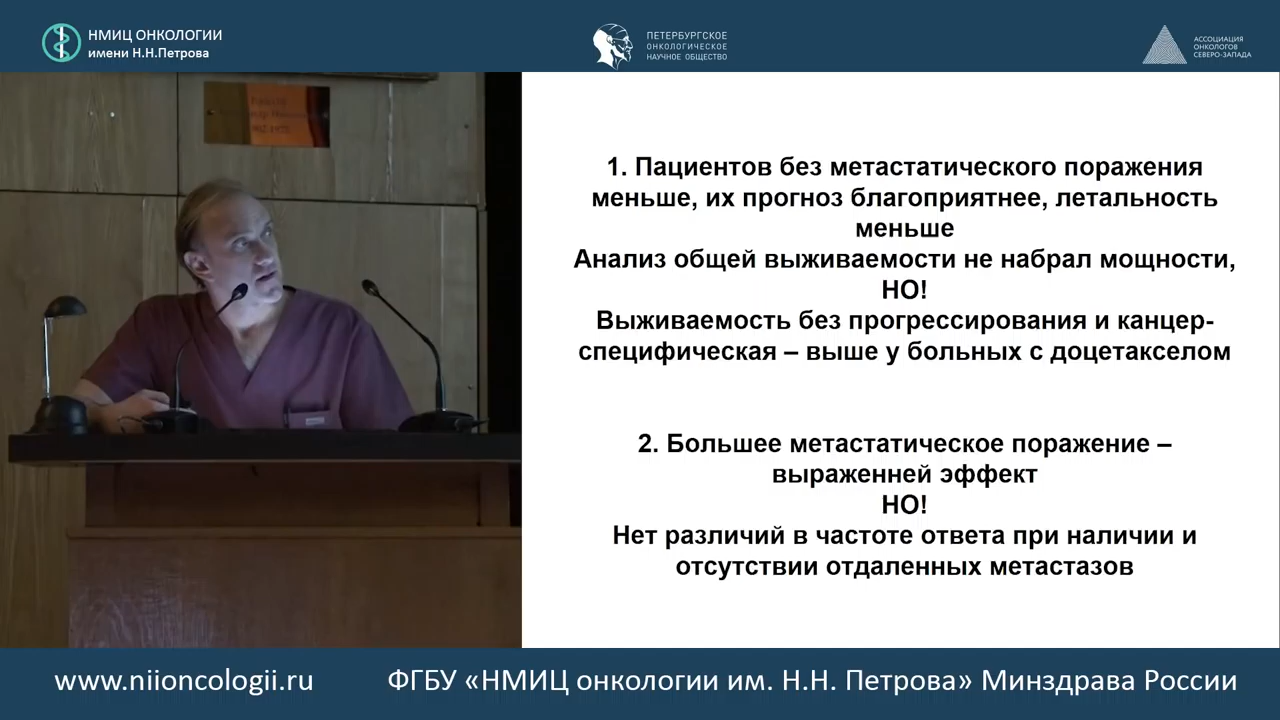 НМИЦ ОНКОЛОГИИ
имени Н.Н.Петрова
ПЕТЕРБУРГСКОЕ
ОНКОЛОГИЧЕСКОЕ
НАУЧНОЕ ОБЩЕСТВО
АССОЦИАЦИЯ
ОНКОЛОГОВ
СЕВЕРО-ЗАПАДА
1. Пациентов без метастатического поражения
меньше, их прогноз благоприятнее, летальность
меньше
Анализ общей выживаемости не набрал мощности,
НО!
Выживаемость без прогрессирования и канцер-
специфическая – выше у больных с доцетакселом
2. Большее метастатическое поражение –
выраженней эффект
НО!
Нет различий в частоте ответа при наличии и
отсутствии отдаленных метастазов
www.niioncologii.ru
ФГБУ «НМИЦ онкологии им. Н.Н. Петрова» Минздрава России